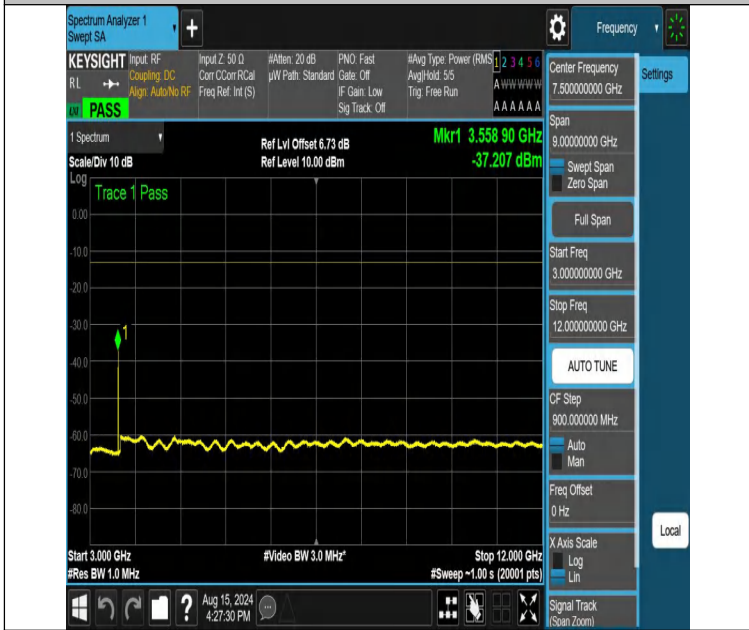 Spectrum Analyzer 1
Swept SA
+
Frequency
KEYSIGHT
Input: RF
Input Z: 50 Ω
#Atten: 20 dB
PNO: Fast
#Avg Type: Power (RMS
1 2 3 4 5 6
RL
Coupling: DC
Corr CCorr RCal
µW Path: Standard
Gate: Off
Avg|Hold: 5/5
A W W W W W
Align: Auto/No RF
Freq Ref: Int (S)
IF Gain: Low
Trig: Free Run
Sig Track: Off
A A A A A A
LXI
PASS
1 Spectrum
Ref Lvl Offset 6.73 dB
Mkr1 3.558 90 GHz
Scale/Div 10 dB
Ref Level 10.00 dBm
-37.207 dBm
Log
Trace 1 Pass
0.00
-10.0
-20.0
-30.0
1
-40.0
-50.0
-60.0
-70.0
-80.0
Start 3.000 GHz
#Video BW 3.0 MHz*
Stop 12.000 GHz
#Res BW 1.0 MHz
#Sweep ~1.00 s (20001 pts)
Aug 15, 2024
4:27:30 PM
?
Center Frequency
7.500000000 GHz
Settings
Span
9.00000000 GHz
Swept Span
Zero Span
Full Span
Start Freq
3.000000000 GHz
Stop Freq
12.000000000 GHz
AUTO TUNE
CF Step
900.000000 MHz
Auto
Man
Freq Offset
0 Hz
X Axis Scale
Log
Lin
Local
Signal Track
(Span Zoom)